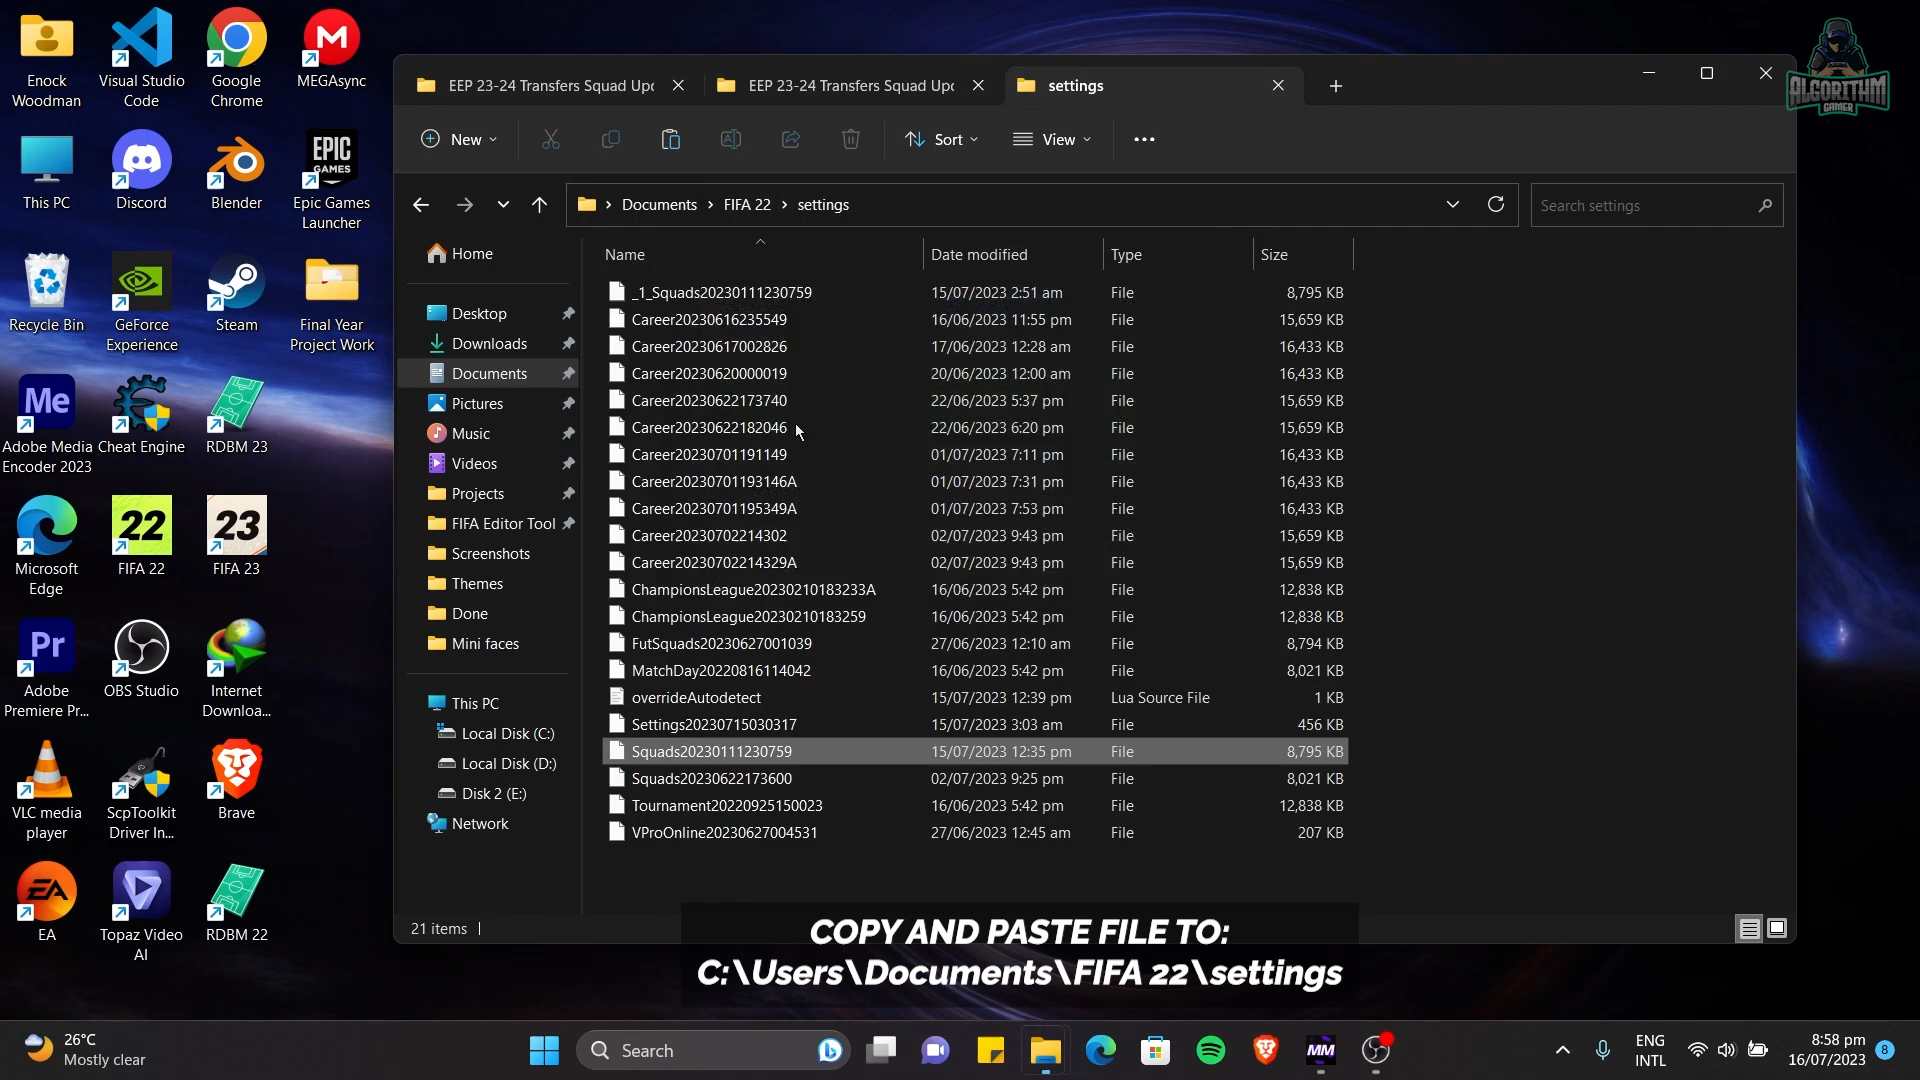 Enock
Woodman
Visual Studio
Code
Google
Chrome
MEGAsync
This PC
Discord
Blender
EPIC
GAMES
Epic Games
Launcher
Recycle Bin
GeForce
Experience
Steam
Final Year
Project Work
Me
Adobe Media
Encoder 2023
Cheat Engine
RDBM 23
Microsoft
Edge
22
FIFA 22
23
FIFA 23
Pr
Adobe
Premiere Pr...
OBS Studio
Internet
Downloa...
VLC media
player
ScpToolkit
Driver In...
Brave
EA
EA
Topaz Video
AI
RDBM 22
EEP 23-24 Transfers Squad Upd
EEP 23-24 Transfers Squad Upd
settings
ALGORITHM
GAMER
New
Sort
View
Documents > FIFA 22 > settings
Search settings
Home
Desktop
Downloads
Documents
Pictures
Music
Videos
Projects
FIFA Editor Tool
Screenshots
Themes
Done
Mini faces
This PC
Local Disk (C:)
Local Disk (D:)
Disk 2 (E:)
Network
Name Date modified Type Size
_1_Squads20230111230759 15/07/2023 2:51 am File 8,795 KB
Career20230616235549 16/06/2023 11:55 pm File 15,659 KB
Career20230617002826 17/06/2023 12:28 am File 16,433 KB
Career20230620000019 20/06/2023 12:00 am File 16,433 KB
Career20230622173740 22/06/2023 5:37 pm File 15,659 KB
Career20230622182046 22/06/2023 6:20 pm File 15,659 KB
Career20230701191149 01/07/2023 7:11 pm File 16,433 KB
Career20230701193146A 01/07/2023 7:31 pm File 16,433 KB
Career20230701195349A 01/07/2023 7:53 pm File 16,433 KB
Career20230702214302 02/07/2023 9:43 pm File 15,659 KB
Career20230702214329A 02/07/2023 9:43 pm File 15,659 KB
ChampionsLeague20230210183233A 16/06/2023 5:42 pm File 12,838 KB
ChampionsLeague20230210183259 16/06/2023 5:42 pm File 12,838 KB
FutSquads20230627001039 27/06/2023 12:10 am File 8,794 KB
MatchDay20220816114042 16/06/2023 5:42 pm File 8,021 KB
overrideAutodetect 15/07/2023 12:39 pm Lua Source File 1 KB
Settings20230715030317 15/07/2023 3:03 am File 456 KB
Squads20230111230759 15/07/2023 12:35 pm File 8,795 KB
Squads20230622173600 02/07/2023 9:25 pm File 8,021 KB
Tournament20220925150023 16/06/2023 5:42 pm File 12,838 KB
VProOnline20230627004531 27/06/2023 12:45 am File 207 KB
21 items
COPY AND PASTE FILE TO:
C:\Users\Documents\FIFA 22\settings
26°C
Mostly clear
Search
MM
ENG
INTL
8:58 pm
16/07/2023
8